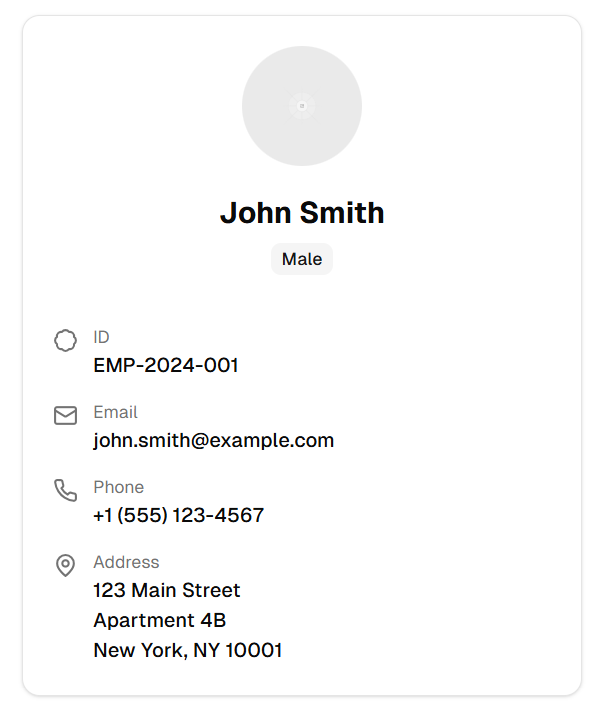 John Smith
Male
ID
EMP-2024-001
Email
john.smith@example.com
Phone
+1 (555) 123-4567
Address
123 Main Street
Apartment 4B
New York, NY 10001